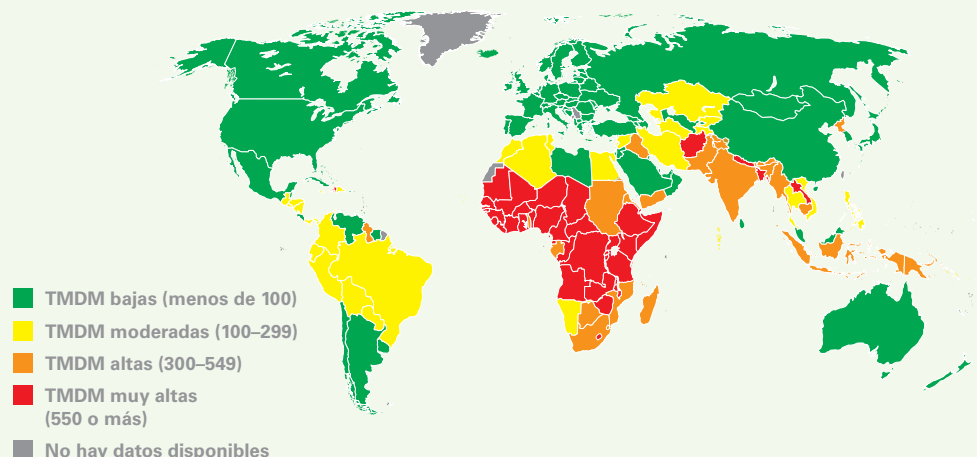 TMDM bajas (menos de 100)
TMDM moderadas (100–299)
TMDM altas (300–549)
TMDM muy altas
(550 o más)
No hay datos disponibles